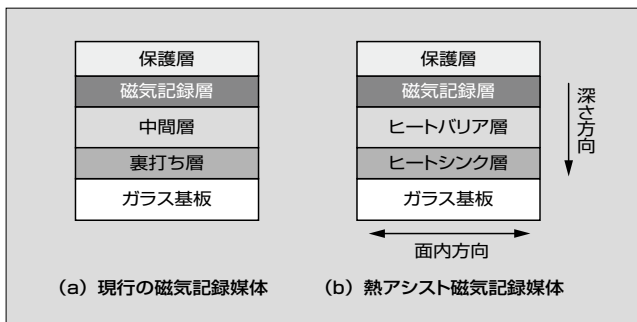 保護層
磁気記録層
中間層
裏打ち層
ガラス基板
(a) 現行の磁気記録媒体
保護層
磁気記録層
ヒートバリア層
ヒートシンク層
ガラス基板
深さ方向
面内方向
(b) 熱アシスト磁気記録媒体